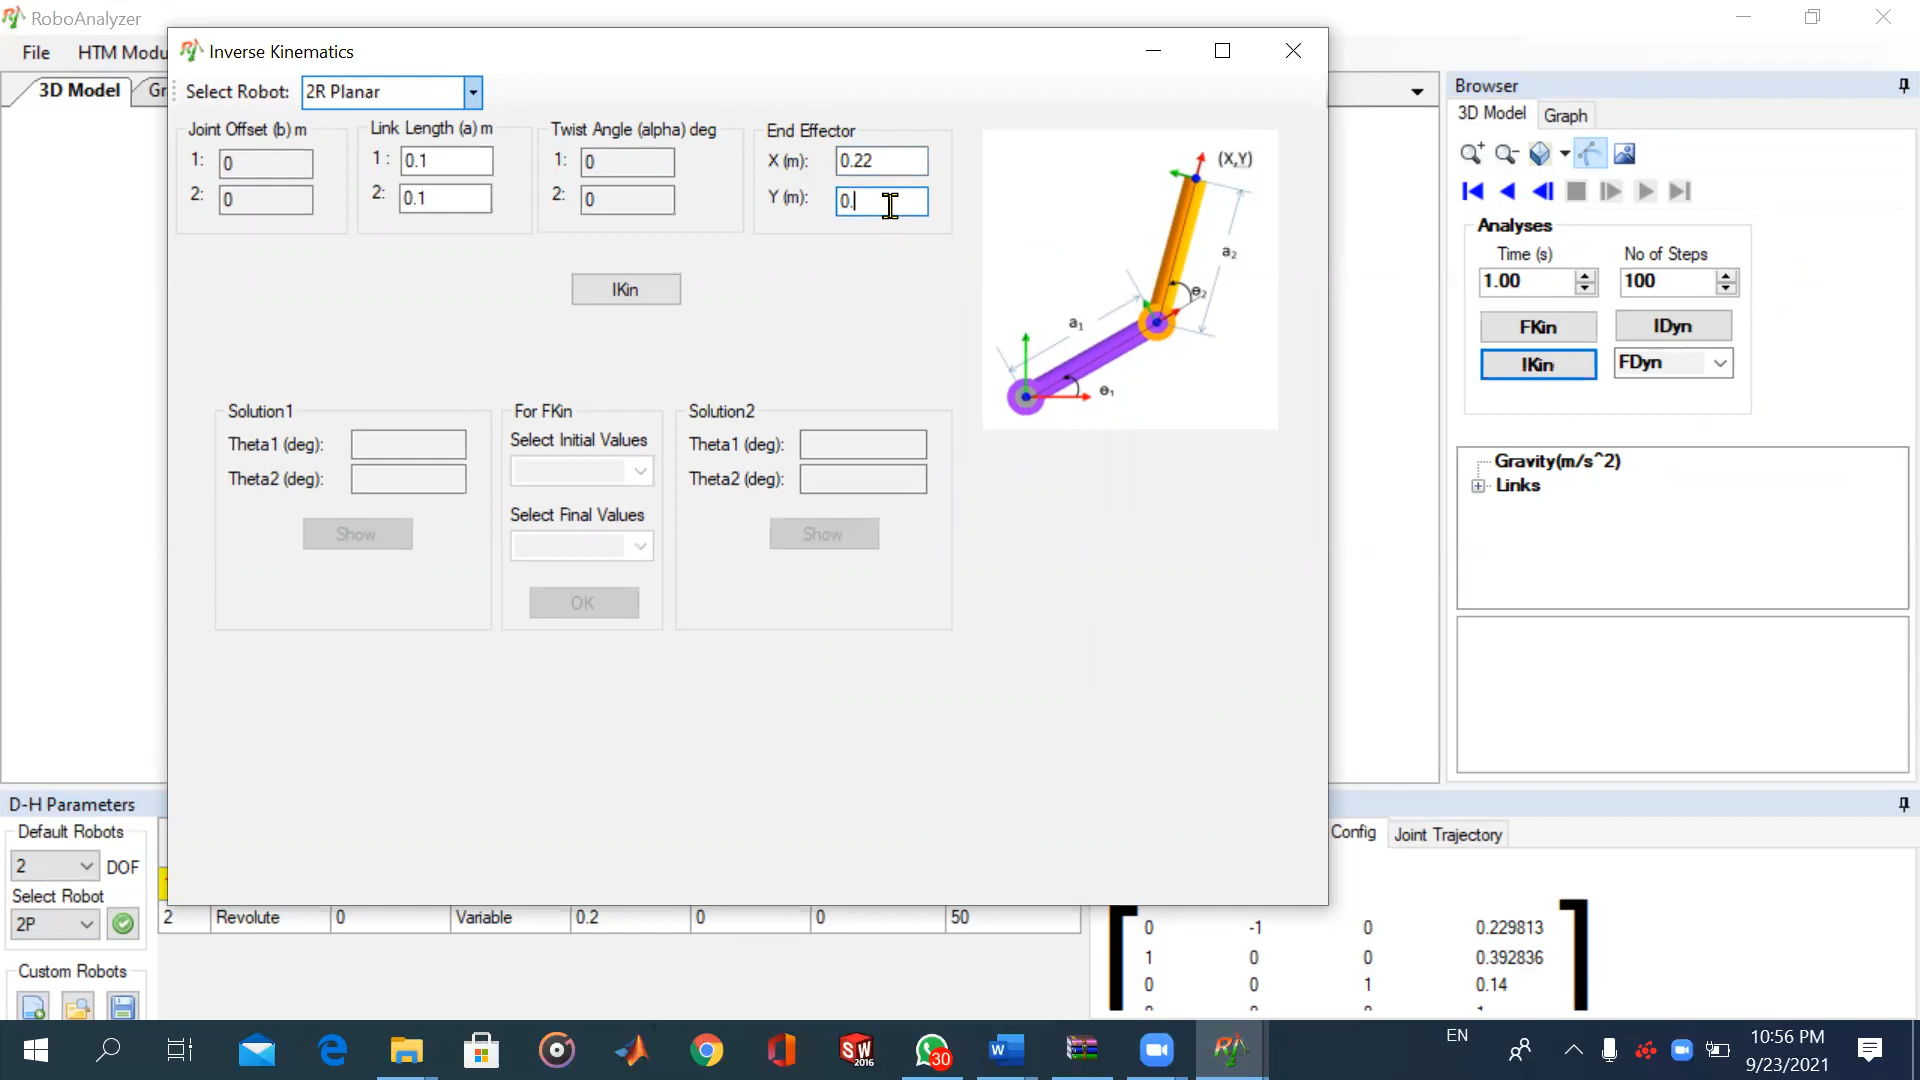 RoboAnalyzer
File HTM Modu
3D Model Gr
Inverse Kinematics
Select Robot: 2R Planar
Joint Offset (b) m
1: 0
2: 0
Link Length (a) m
1 : 0.1
2: 0.1
Twist Angle (alpha) deg
1: 0
2: 0
End Effector
X (m): 0.22
Y (m): 0.
IKin
(X,Y)
a2
ɵ2
a1
ɵ1
Solution1
Theta1 (deg):
Theta2 (deg):
Show
For FKin
Select Initial Values
Select Final Values
OK
Solution2
Theta1 (deg):
Theta2 (deg):
Show
Browser
3D Model Graph
Analyses
Time (s) No of Steps
1.00 100
FKin IDyn
IKin FDyn
Gravity(m/s^2)
Links
D-H Parameters
Default Robots
2 DOF
Select Robot
2P
Custom Robots
2 Revolute 0 Variable 0.2 0 0 50
Config Joint Trajectory
0 -1 0 0.229813
1 0 0 0.392836
0 0 1 0.14
SW
2016
30
W
EN
10:56 PM
9/23/2021